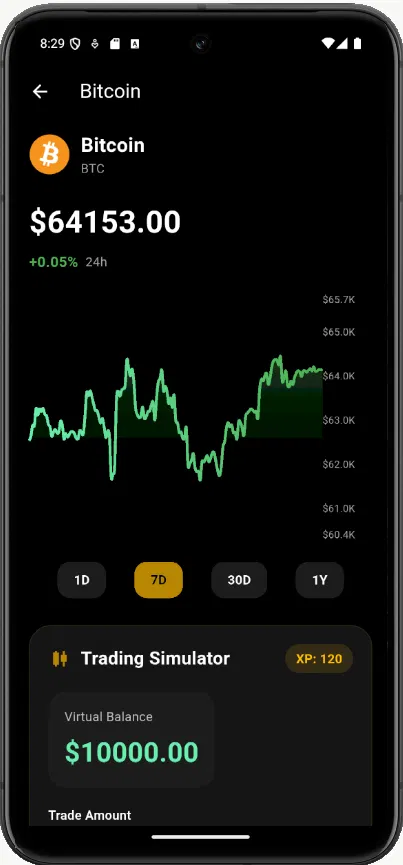 8:29
Bitcoin
Bitcoin
BTC
$64153.00
+0.05% 24h
$65.7K
$65.0K
$64.0K
$63.0K
$62.0K
$61.0K
$60.4K
1D 7D 30D 1Y
Trading Simulator XP: 120
Virtual Balance
$10000.00
Trade Amount